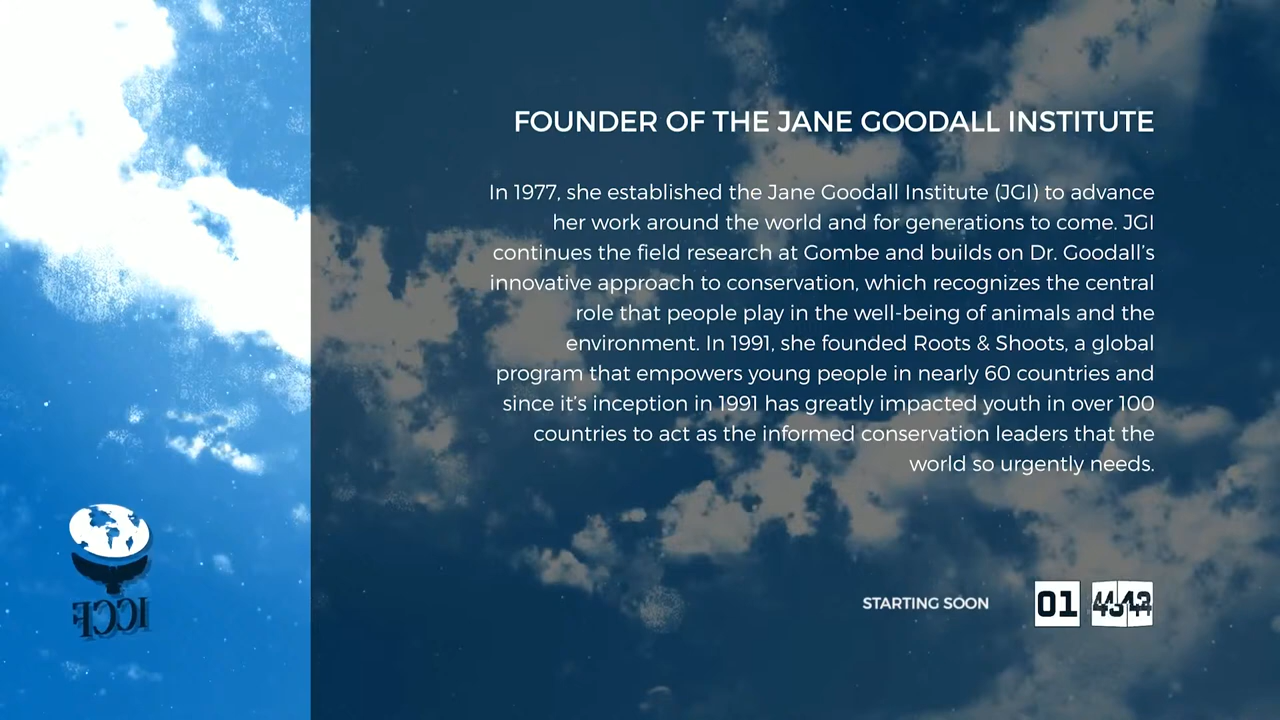 FOUNDER OF THE JANE GOODALL INSTITUTE
In 1977, she established the Jane Goodall Institute (JGI) to advance
her work around the world and for generations to come. JGI
continues the field research at Gombe and builds on Dr. Goodall’s
innovative approach to conservation, which recognizes the central
role that people play in the well-being of animals and the
environment. In 1991, she founded Roots & Shoots, a global
program that empowers young people in nearly 60 countries and
since it’s inception in 1991 has greatly impacted youth in over 100
countries to act as the informed conservation leaders that the
world so urgently needs.
ICCF
STARTING SOON 01